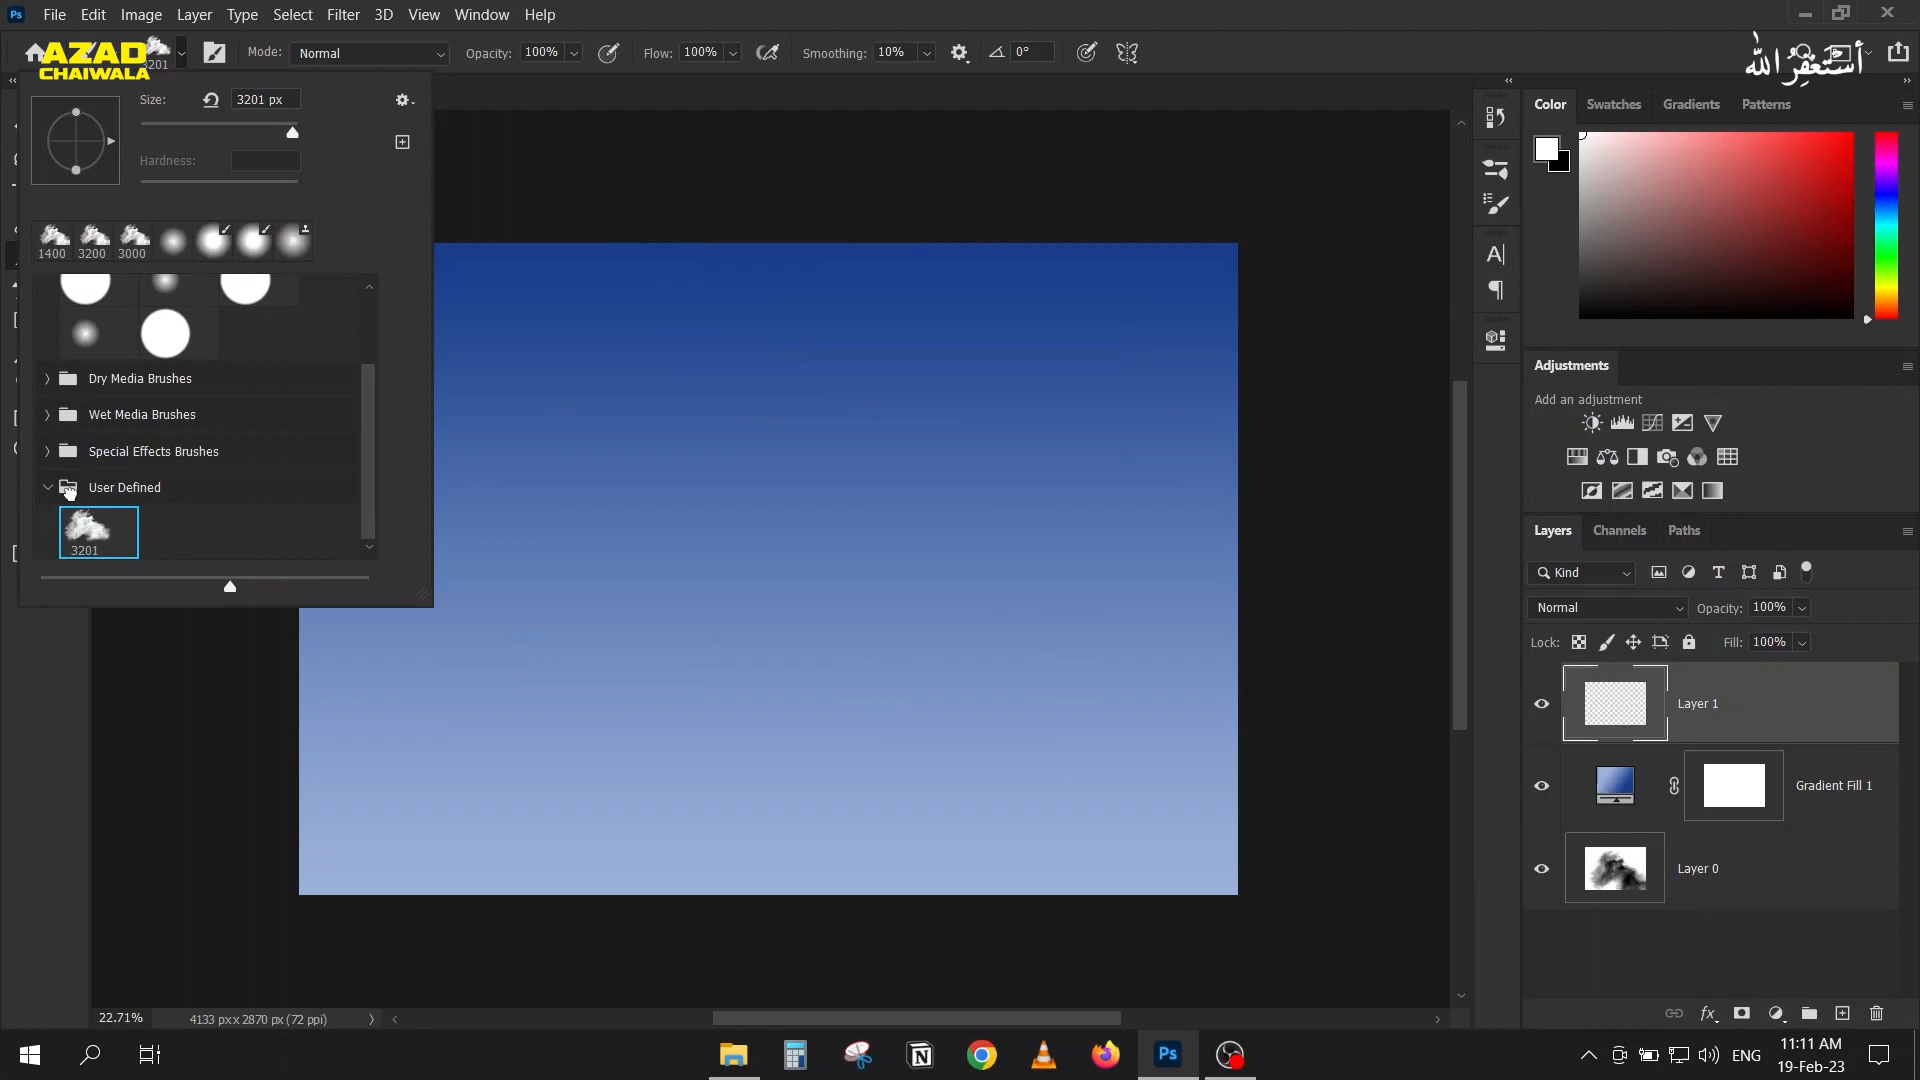 File Edit Image Layer Type Select Filter 3D View Window Help
AZAD
CHAIWALA
3201
Mode: Normal Opacity: 100% Flow: 100% Smoothing: 10% 0°
أستغفر الله
Size: 3201 px
Hardness:
1400 3200 3000
Dry Media Brushes
Wet Media Brushes
Special Effects Brushes
User Defined
3201
Color Swatches Gradients Patterns
Adjustments
Add an adjustment
Layers Channels Paths
Kind
Normal Opacity: 100%
Lock: Fill: 100%
Layer 1
Gradient Fill 1
Layer 0
22.71% 4133 px x 2870 px (72 ppi)
ENG
11:11 AM
19-Feb-23